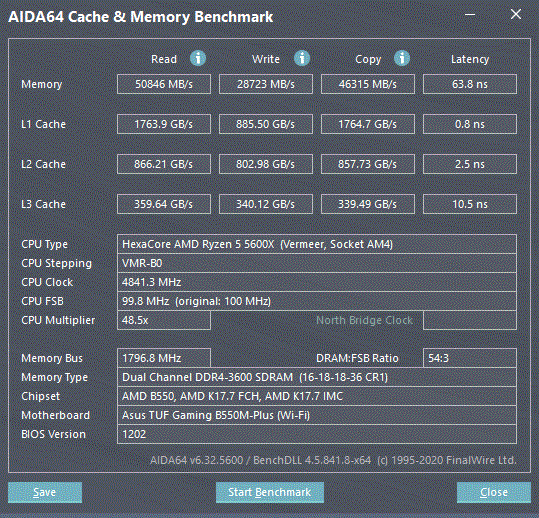 AIDA64 Cache & Memory Benchmark
Read Write Copy Latency
Memory 50846 MB/s 28723 MB/s 46315 MB/s 63.8 ns
L1 Cache 1763.9 GB/s 885.50 GB/s 1764.7 GB/s 0.8 ns
L2 Cache 866.21 GB/s 802.98 GB/s 857.73 GB/s 2.5 ns
L3 Cache 359.64 GB/s 340.12 GB/s 339.49 GB/s 10.5 ns
CPU Type HexaCore AMD Ryzen 5 5600X (Vermeer, Socket AM4)
CPU Stepping VMR-B0
CPU Clock 4841.3 MHz
CPU FSB 99.8 MHz (original: 100 MHz)
CPU Multiplier 48.5x North Bridge Clock
Memory Bus 1796.8 MHz DRAM:FSB Ratio 54:3
Memory Type Dual Channel DDR4-3600 SDRAM (16-18-18-36 CR1)
Chipset AMD B550, AMD K17.7 FCH, AMD K17.7 IMC
Motherboard Asus TUF Gaming B550M-Plus (Wi-Fi)
BIOS Version 1202
AIDA64 v6.32.5600 / BenchDLL 4.5.841.8-x64 (c) 1995-2020 FinalWire Ltd.
Save Start Benchmark Close